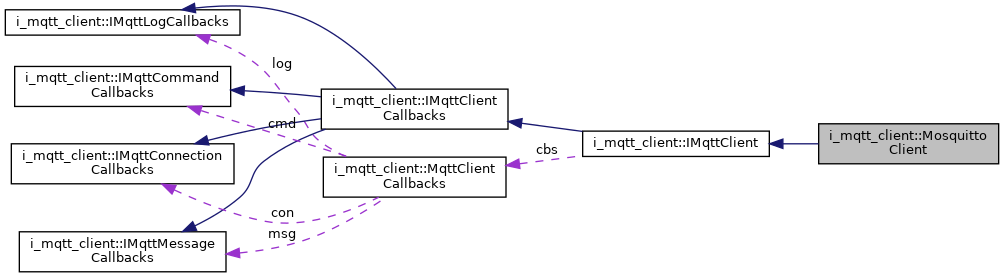 i_mqtt_client::IMqttLogCallbacks
log
i_mqtt_client::IMqttCommand
Callbacks
i_mqtt_client::IMqttClient
Callbacks
cmd
i_mqtt_client::Mosquitto
Client
i_mqtt_client::IMqttClient
cbs
i_mqtt_client::IMqttConnection
Callbacks
i_mqtt_client::MqttClient
Callbacks
con
msg
i_mqtt_client::IMqttMessage
Callbacks